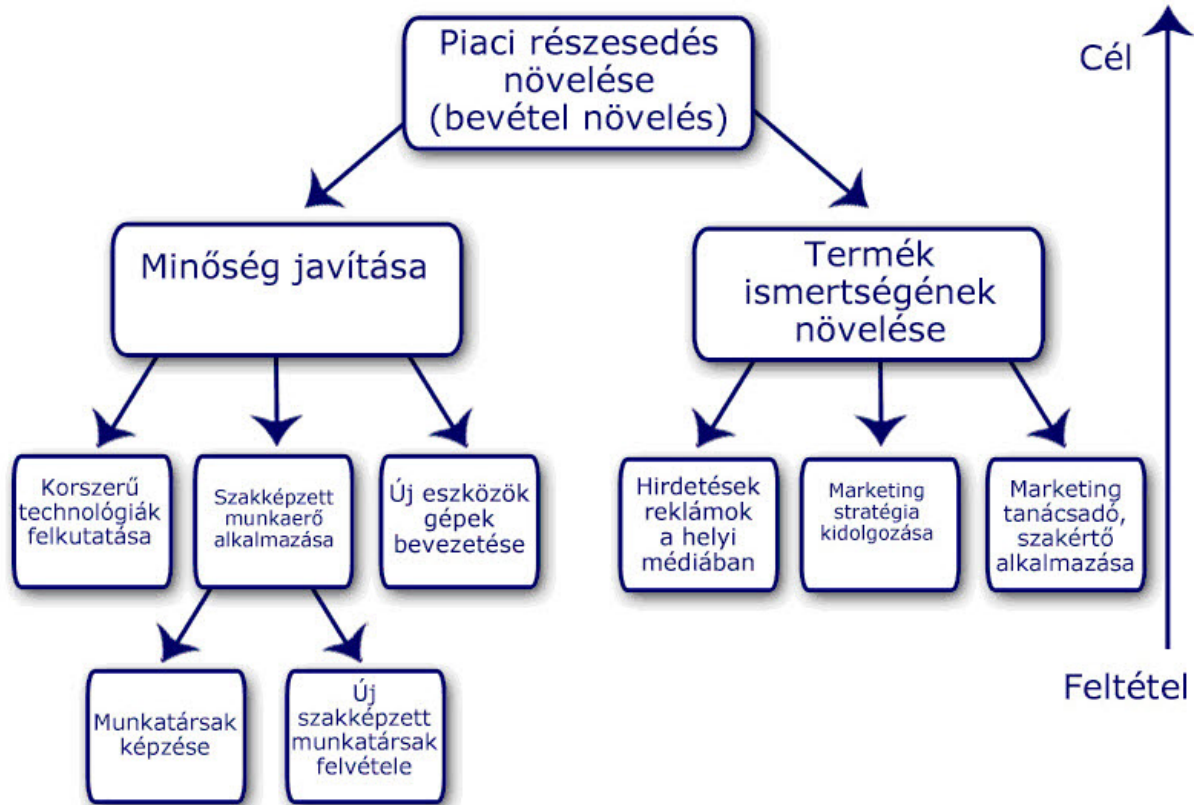 Piaci részesedés
növelése
(bevétel növelés)
Cél
Minőség javítása
Termék
ismertségének
növelése
Korszerű
technológiák
felkutatása
Szakképzett
munkaerő
alkalmazása
Új eszközök
gépek
bevezetése
Hirdetések
reklámok
a helyi
médiában
Marketing
stratégia
kidolgozása
Marketing
tanácsadó,
szakértő
alkalmazása
Feltétel
Munkatársak
képzése
Új
szakképzett
munkatársak
felvétele